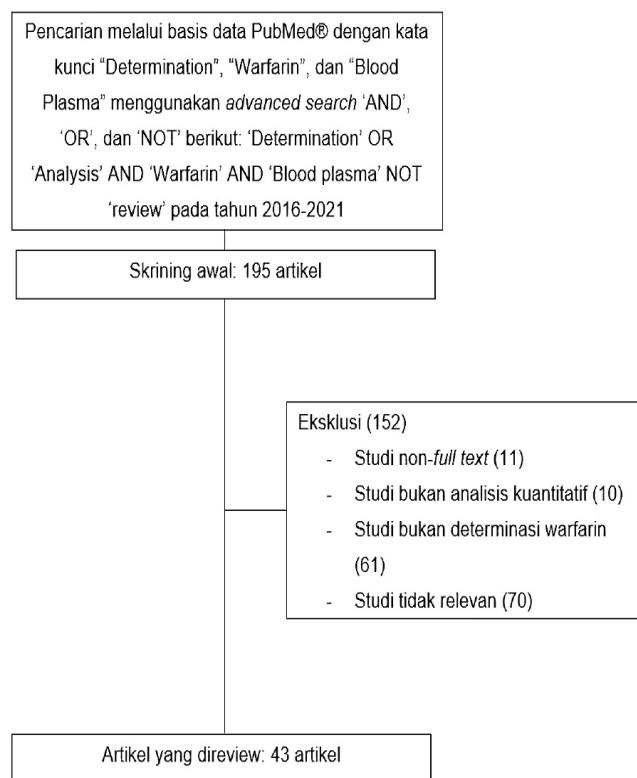 Pencarian melalui basis data PubMed® dengan kata
kunci “Determination”, “Warfarin”, dan “Blood
Plasma” menggunakan advanced search ‘AND’,
‘OR’, dan ‘NOT’ berikut: ‘Determination’ OR
‘Analysis’ AND ‘Warfarin’ AND ‘Blood plasma’ NOT
‘review’ pada tahun 2016-2021
Skrining awal: 195 artikel
Eksklusi (152)
- Studi non-full text (11)
- Studi bukan analisis kuantitatif (10)
- Studi bukan determinasi warfarin
(61)
- Studi tidak relevan (70)
Artikel yang direview: 43 artikel